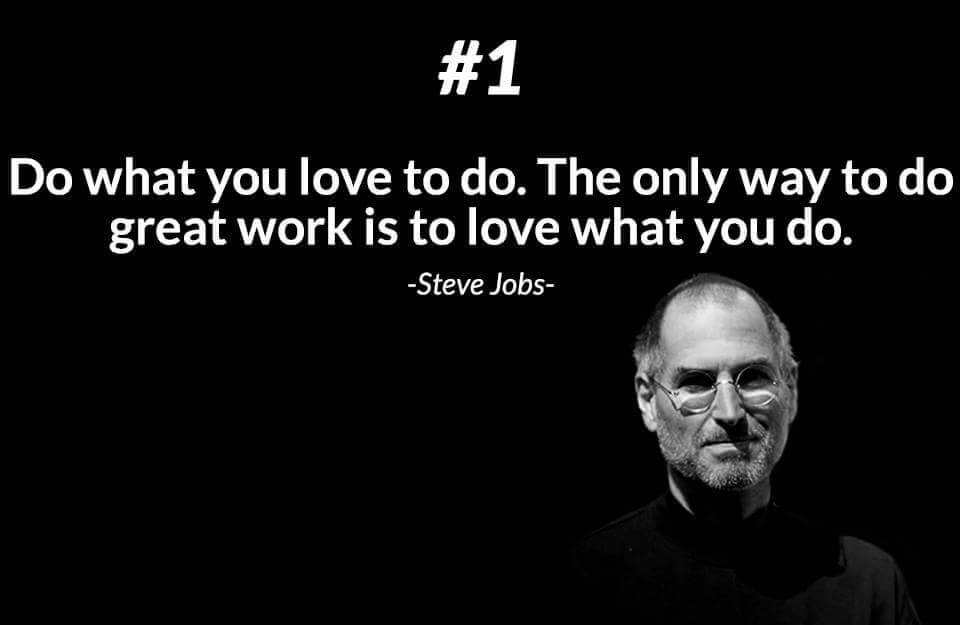 #1
Do what you love to do. The only way to do
great work is to love what you do.
-Steve Jobs-